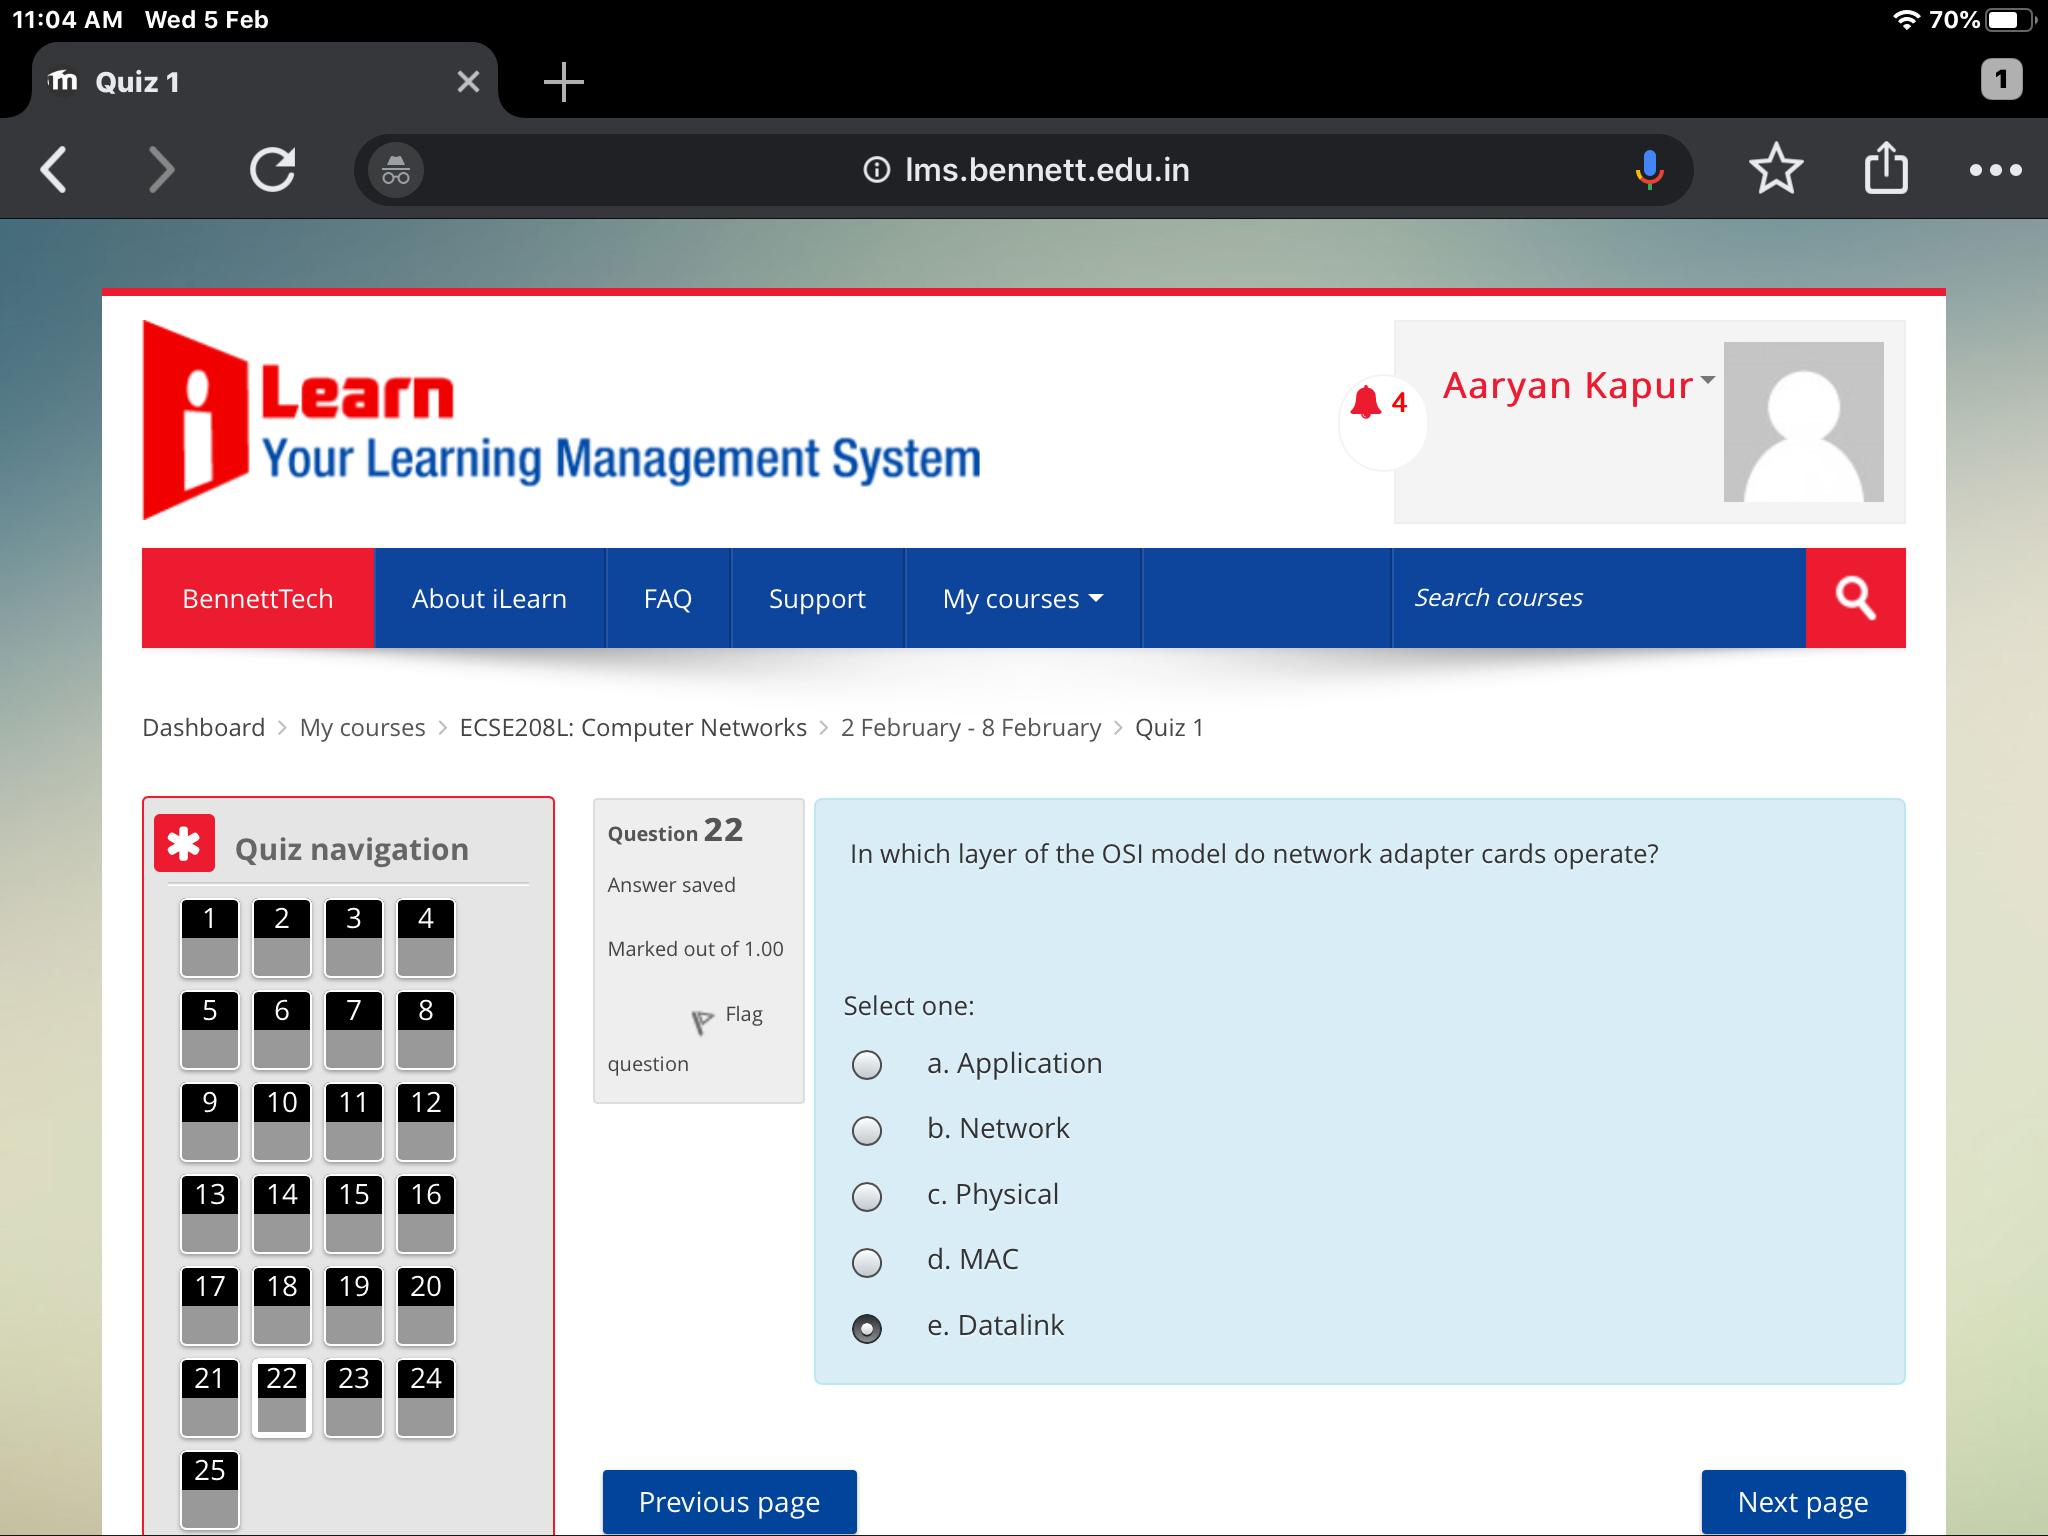 11:04 AM Wed 5 Feb
70%
Quiz 1
1
lms.bennett.edu.in
i Learn
Your Learning Management System
4
Aaryan Kapur
BennettTech
About iLearn
FAQ
Support
My courses
Search courses
Dashboard > My courses > ECSE208L: Computer Networks > 2 February - 8 February > Quiz 1
Quiz navigation
1 2 3 4
5 6 7 8
9 10 11 12
13 14 15 16
17 18 19 20
21 22 23 24
25
Question 22
Answer saved
Marked out of 1.00
Flag
question
In which layer of the OSI model do network adapter cards operate?
Select one:
a. Application
b. Network
c. Physical
d. MAC
e. Datalink
Previous page
Next page